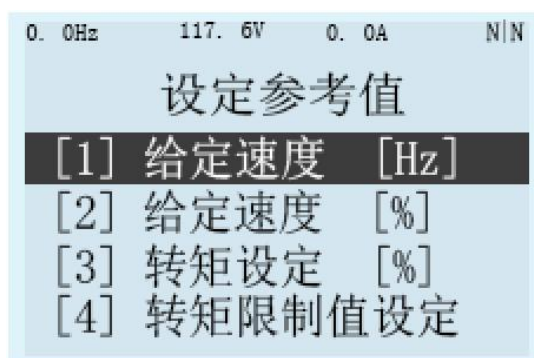 0. 0Hz 117. 6V 0. 0A N|N
设定参考值
[1] 给定速度 [Hz]
[2] 给定速度 [%]
[3] 转矩设定 [%]
[4] 转矩限制值设定